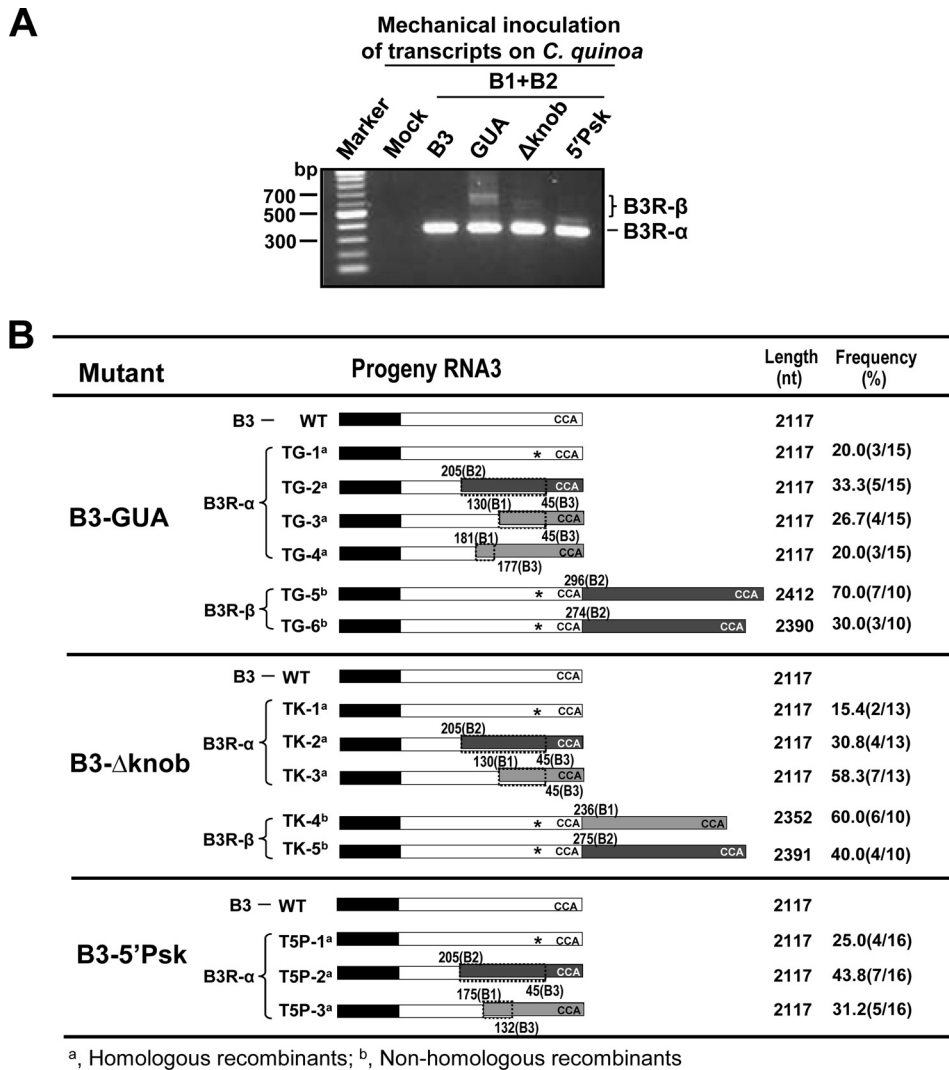 A
Mechanical inoculation
of transcripts on C. quinoa
B1+B2
Marker Mock B3 GUA Δknob 5'Psk
bp
700
500
300
B3R-β
B3R-α
B
Mutant Progeny RNA3 Length (nt) Frequency (%)
B3-GUA
B3 — WT CCA 2117
B3R-α
TG-1ᵃ * CCA 2117 20.0(3/15)
205(B2)
TG-2ᵃ CCA 2117 33.3(5/15)
130(B1) 45(B3)
TG-3ᵃ CCA 2117 26.7(4/15)
181(B1) 45(B3)
TG-4ᵃ CCA 2117 20.0(3/15)
177(B3)
B3R-β
296(B2)
TG-5ᵇ * CCA CCA 2412 70.0(7/10)
274(B2)
TG-6ᵇ * CCA CCA 2390 30.0(3/10)
B3-Δknob
B3 — WT CCA 2117
B3R-α
TK-1ᵃ * CCA 2117 15.4(2/13)
205(B2)
TK-2ᵃ CCA 2117 30.8(4/13)
130(B1) 45(B3)
TK-3ᵃ CCA 2117 58.3(7/13)
45(B3)
B3R-β
236(B1)
TK-4ᵇ * CCA CCA 2352 60.0(6/10)
275(B2)
TK-5ᵇ * CCA CCA 2391 40.0(4/10)
B3-5'Psk
B3 — WT CCA 2117
B3R-α
T5P-1ᵃ * CCA 2117 25.0(4/16)
205(B2)
T5P-2ᵃ CCA 2117 43.8(7/16)
175(B1) 45(B3)
T5P-3ᵃ CCA 2117 31.2(5/16)
132(B3)
ᵃ, Homologous recombinants; ᵇ, Non-homologous recombinants